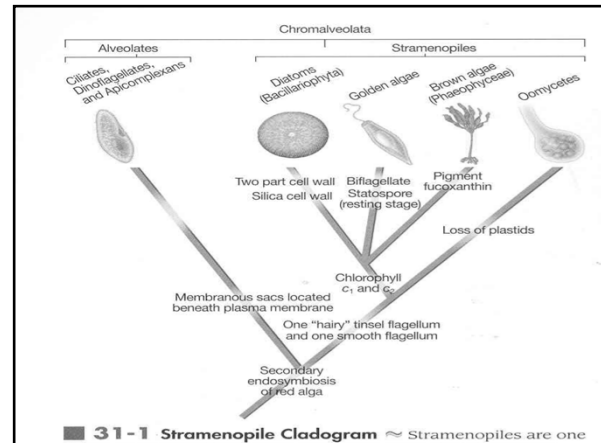 Chromalveolata
Alveolates
Stramenopiles
Ciliates,
Dinoflagellates,
and Apicomplexans
Diatoms
(Bacillariophyta)
Golden algae
Brown algae
(Phaeophyceae)
Oomycetes
Two part cell wall
Silica cell wall
Biflagellate
Statospore
(resting stage)
Pigment
fucoxanthin
Loss of plastids
Chlorophyll
c₁ and c₂
Membranous sacs located
beneath plasma membrane
One "hairy" tinsel flagellum
and one smooth flagellum
Secondary
endosymbiosis
of red alga
31-1 Stramenopile Cladogram ~ Stramenopiles are one